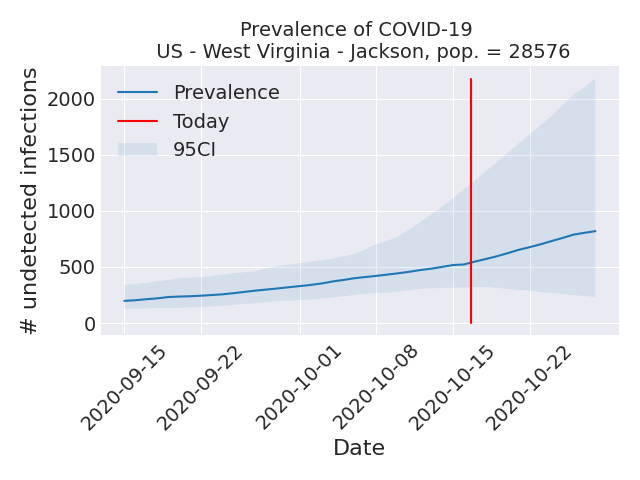 Prevalence of COVID-19
US - West Virginia - Jackson, pop. = 28576
# undetected infections
2000
1500
1000
500
0
Prevalence
Today
95CI
2020-09-15
2020-09-22
2020-10-01
2020-10-08
2020-10-15
2020-10-22
Date